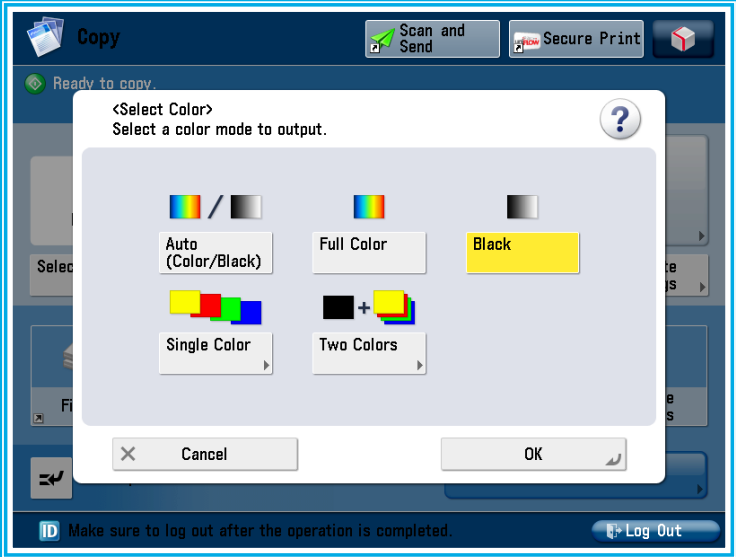 Copy
Scan and
Send
Secure Print
Ready to copy.
<Select Color>
Select a color mode to output.
?
Auto
(Color/Black)
Full Color
Black
Single Color
Two Colors
Cancel
OK
ID
Make sure to log out after the operation is completed.
Log Out